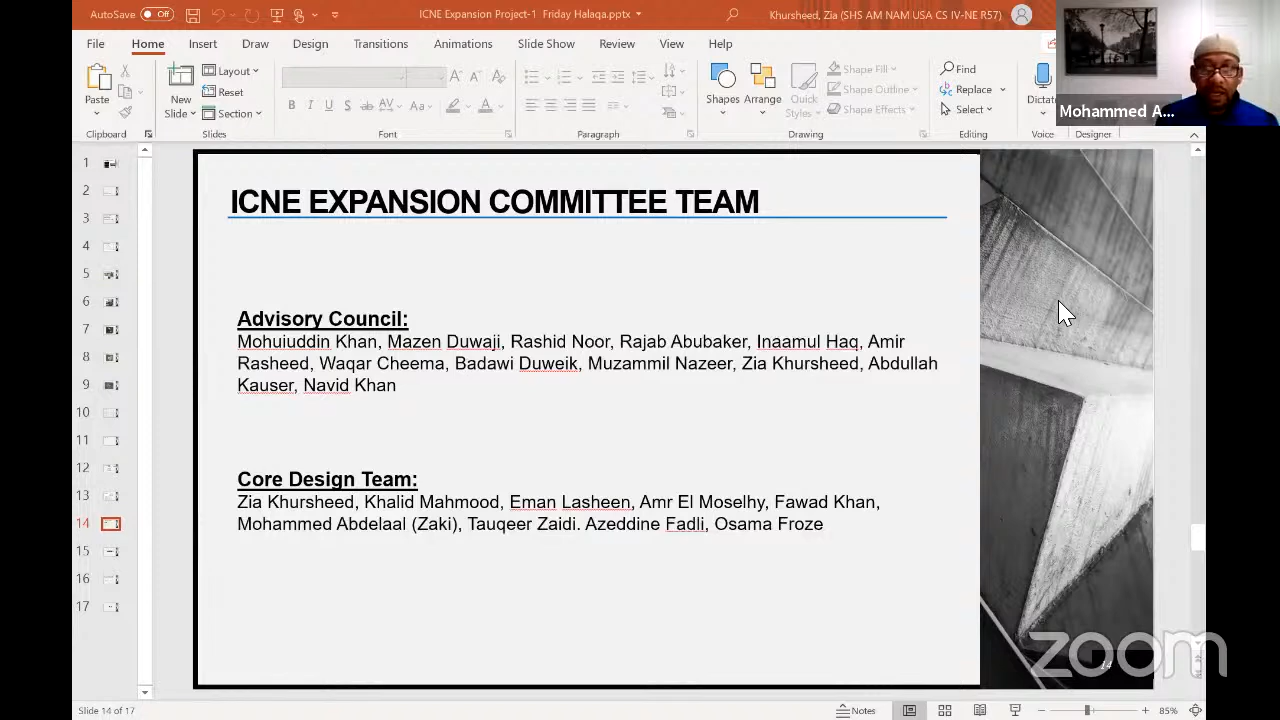 AutoSave Off ICNE Expansion Project-1 Friday Halaqa.pptx Khursheed, Zia (SHS AM NAM USA CS IV-NE R57)
File Home Insert Draw Design Transitions Animations Slide Show Review View Help
Paste
New Slide
Layout
Reset
Section
B I U S ab AV Aa A
Shapes Arrange Quick Styles
Shape Fill
Shape Outline
Shape Effects
Find
Replace
Select
Dictat
Mohammed A...
Clipboard Slides Font Paragraph Drawing Editing Voice Designer
1
2
3
4
5
6
7
8
9
10
11
12
13
14
15
16
17
ICNE EXPANSION COMMITTEE TEAM
Advisory Council:
Mohuiuddin Khan, Mazen Duwaji, Rashid Noor, Rajab Abubaker, Inaamul Haq, Amir
Rasheed, Waqar Cheema, Badawi Duweik, Muzammil Nazeer, Zia Khursheed, Abdullah
Kauser, Navid Khan
Core Design Team:
Zia Khursheed, Khalid Mahmood, Eman Lasheen, Amr El Moselhy, Fawad Khan,
Mohammed Abdelaal (Zaki), Tauqeer Zaidi. Azeddine Fadli, Osama Froze
14
zoom
Slide 14 of 17 Notes 85%